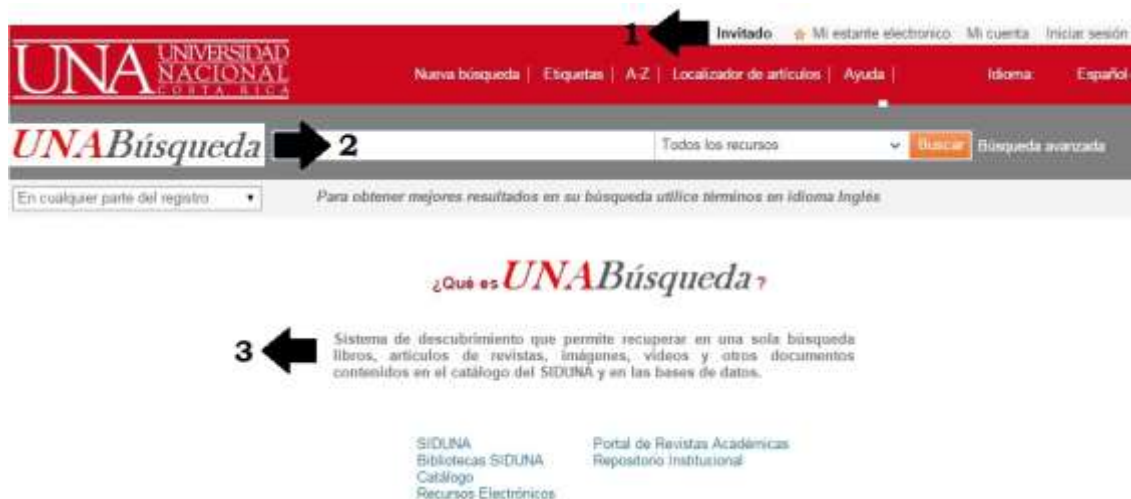 1 Invitado Mi estante electronico Mi cuenta Iniciar sesión
UNA UNIVERSIDAD NACIONAL COSTA RICA
Nueva búsqueda | Etiquetas | A-Z | Localizador de artículos | Ayuda | Idioma: Español
UNABúsqueda 2 Todos los recursos Buscar Búsqueda avanzada
En cualquier parte del registro Para obtener mejores resultados en su búsqueda utilice términos en idioma Inglés
¿Qué es UNABúsqueda?
Sistema de descubrimiento que permite recuperar en una sola búsqueda
3 libros, artículos de revistas, imágenes, videos y otros documentos
contenidos en el catálogo del SIDUNA y en las bases de datos.
SIDUNA Portal de Revistas Académicas
Bibliotecas SIDUNA Repositorio Institucional
Catálogo
Recursos Electrónicos